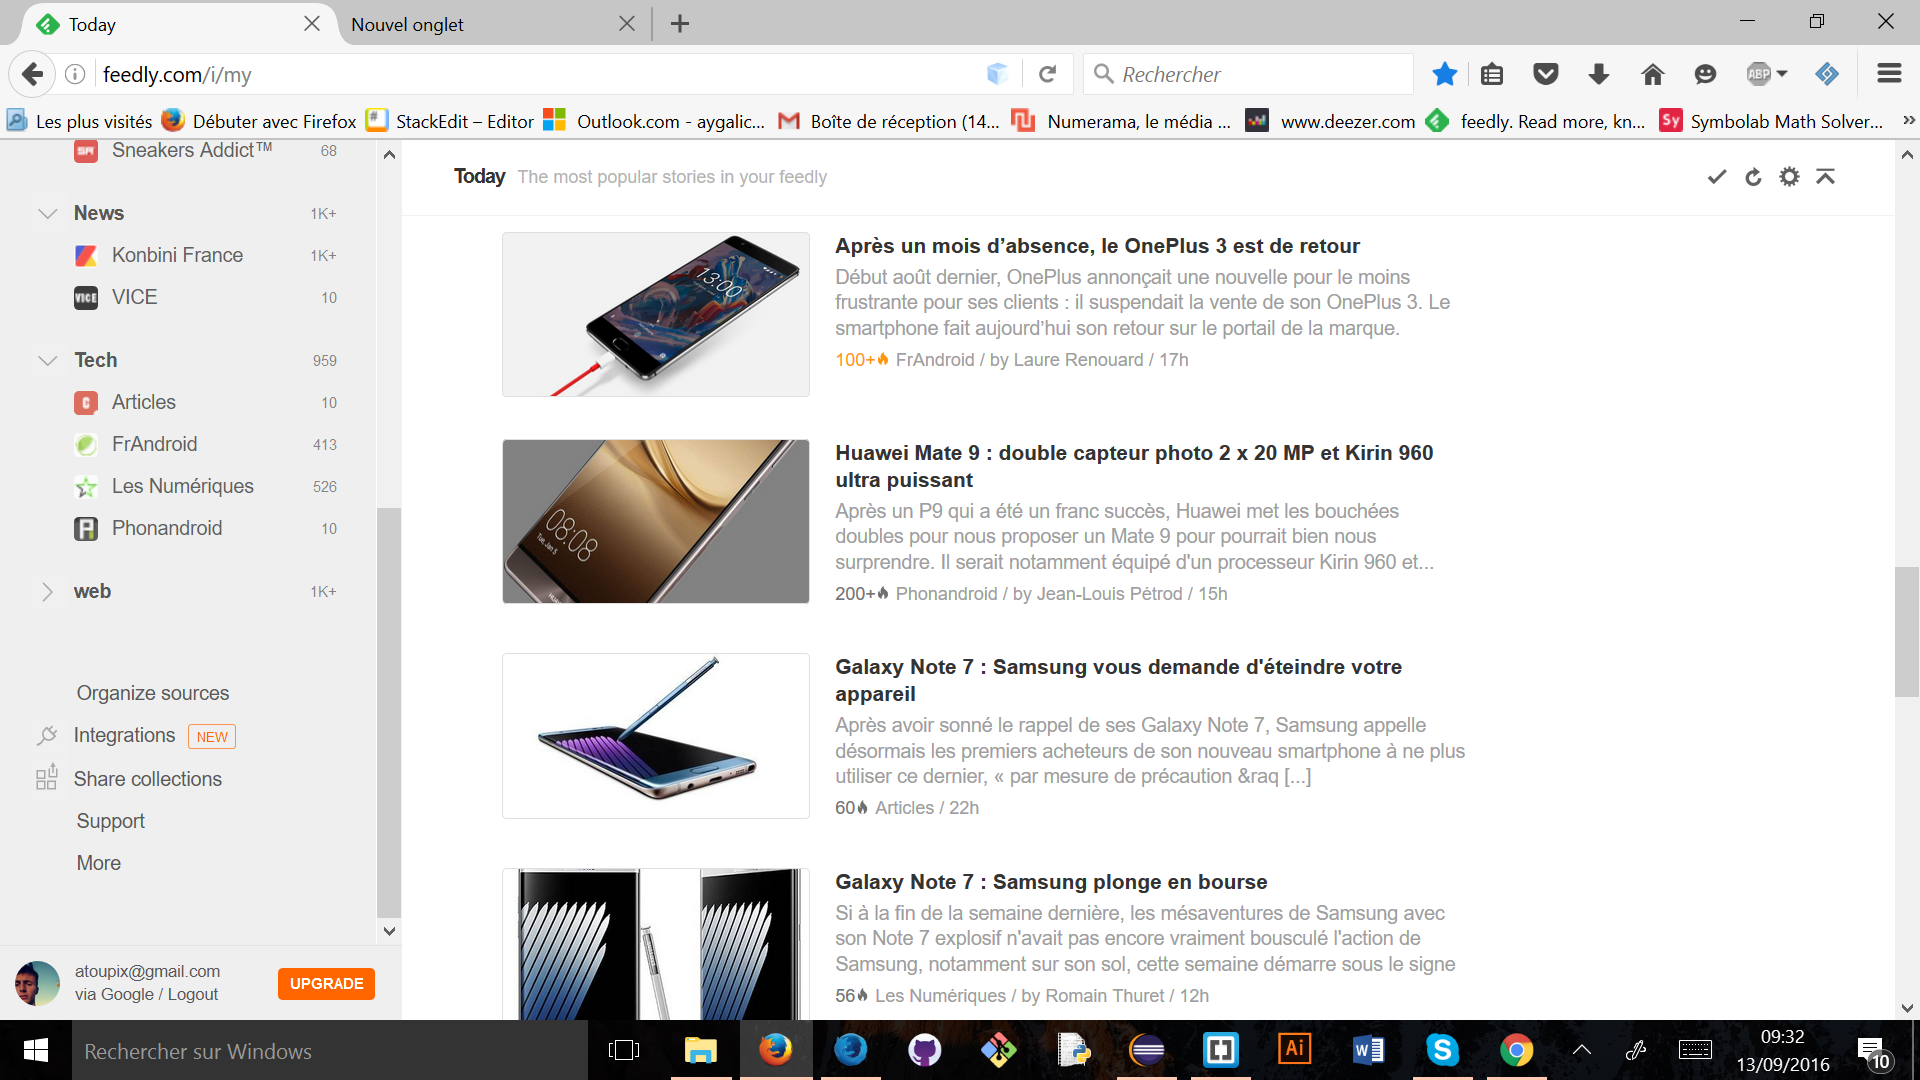 Today
Nouvel onglet
feedly.com/i/my
Rechercher
ABP
Les plus visités
Débuter avec Firefox
StackEdit – Editor
Outlook.com - aygalic...
Boîte de réception (14...
Numerama, le média ...
www.deezer.com
feedly. Read more, kn...
Sy Symbolab Math Solver...
Sneakers Addict™ 68
News 1K+
Konbini France 1K+
VICE VICE 10
Tech 959
Articles 10
FrAndroid 413
Les Numériques 526
Phonandroid 10
web 1K+
Organize sources
Integrations NEW
Share collections
Support
More
atoupix@gmail.com
via Google / Logout
UPGRADE
Today The most popular stories in your feedly
13:00
Après un mois d’absence, le OnePlus 3 est de retour
Début août dernier, OnePlus annonçait une nouvelle pour le moins
frustrante pour ses clients : il suspendait la vente de son OnePlus 3. Le
smartphone fait aujourd’hui son retour sur le portail de la marque.
100+ FrAndroid / by Laure Renouard / 17h
08:08
Tue, Jan 5
Huawei Mate 9 : double capteur photo 2 x 20 MP et Kirin 960
ultra puissant
Après un P9 qui a été un franc succès, Huawei met les bouchées
doubles pour nous proposer un Mate 9 pour pourrait bien nous
surprendre. Il serait notamment équipé d'un processeur Kirin 960 et...
200+ Phonandroid / by Jean-Louis Pétrod / 15h
Galaxy Note 7 : Samsung vous demande d'éteindre votre
appareil
Après avoir sonné le rappel de ses Galaxy Note 7, Samsung appelle
désormais les premiers acheteurs de son nouveau smartphone à ne plus
utiliser ce dernier, « par mesure de précaution &raq [...]
60 Articles / 22h
Galaxy Note 7 : Samsung plonge en bourse
Si à la fin de la semaine dernière, les mésaventures de Samsung avec
son Note 7 explosif n'avait pas encore vraiment bousculé l'action de
Samsung, notamment sur son sol, cette semaine démarre sous le signe
56 Les Numériques / by Romain Thuret / 12h
Rechercher sur Windows
Ai
09:32
13/09/2016
10